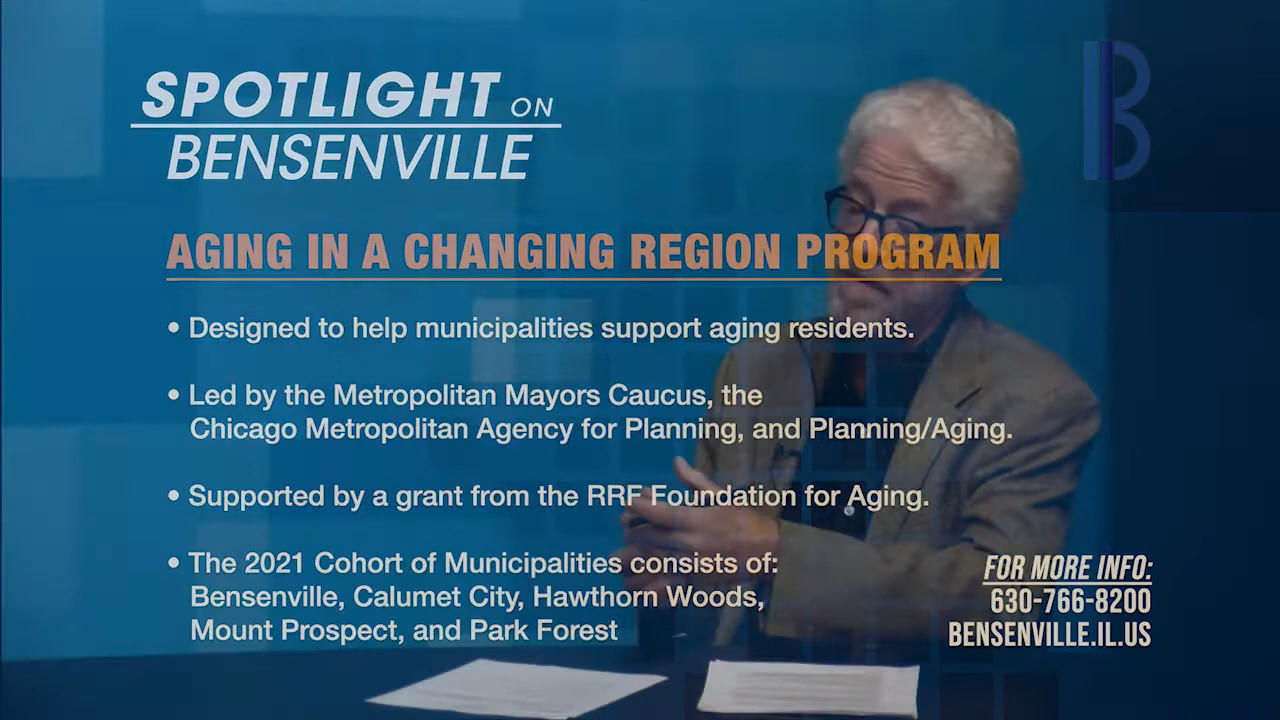 SPOTLIGHT ON
BENSENVILLE
B
AGING IN A CHANGING REGION PROGRAM
• Designed to help municipalities support aging residents.
• Led by the Metropolitan Mayors Caucus, the
Chicago Metropolitan Agency for Planning, and Planning/Aging.
• Supported by a grant from the RRF Foundation for Aging.
• The 2021 Cohort of Municipalities consists of:
Bensenville, Calumet City, Hawthorn Woods,
Mount Prospect, and Park Forest
FOR MORE INFO:
630-766-8200
BENSENVILLE.IL.US